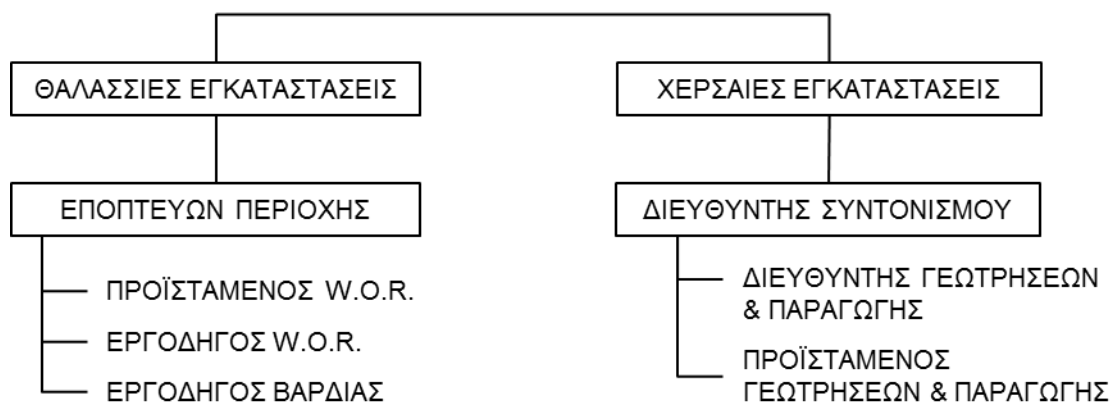 ΘΑΛΑΣΣΙΕΣ ΕΓΚΑΤΑΣΤΑΣΕΙΣ
ΕΠΟΠΤΕΥΩΝ ΠΕΡΙΟΧΗΣ
ΠΡΟΪΣΤΑΜΕΝΟΣ W.O.R.
ΕΡΓΟΔΗΓΟΣ W.O.R.
ΕΡΓΟΔΗΓΟΣ ΒΑΡΔΙΑΣ
ΧΕΡΣΑΙΕΣ ΕΓΚΑΤΑΣΤΑΣΕΙΣ
ΔΙΕΥΘΥΝΤΗΣ ΣΥΝΤΟΝΙΣΜΟΥ
ΔΙΕΥΘΥΝΤΗΣ ΓΕΩΤΡΗΣΕΩΝ
& ΠΑΡΑΓΩΓΗΣ
ΠΡΟΪΣΤΑΜΕΝΟΣ
ΓΕΩΤΡΗΣΕΩΝ & ΠΑΡΑΓΩΓΗΣ